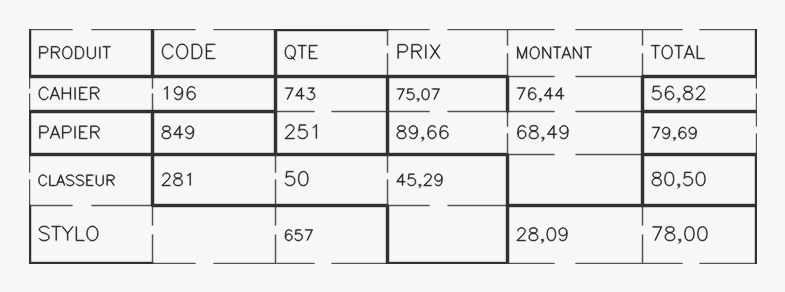 PRODUIT CODE QTE PRIX MONTANT TOTAL
CAHIER 196 743 75,07 76,44 56,82
PAPIER 849 251 89,66 68,49 79,69
CLASSEUR 281 50 45,29 80,50
STYLO 657 28,09 78,00